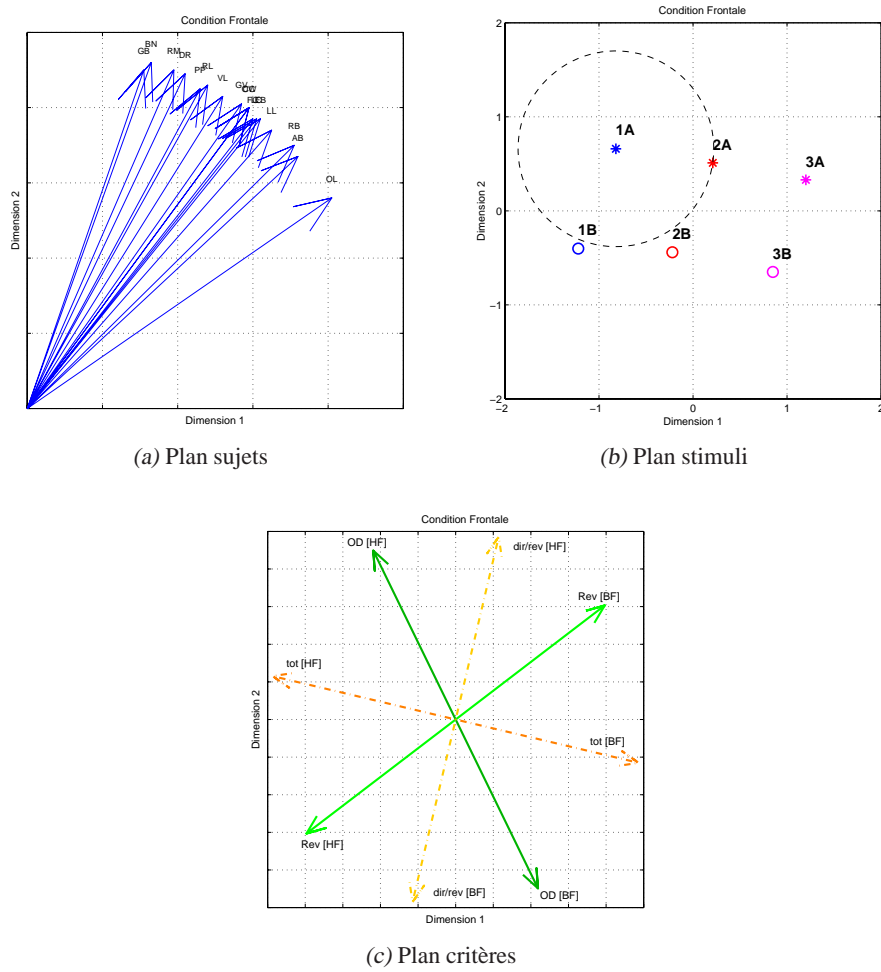 Condition Frontale
BN
GB
RM
DR
RL
PP
VL
GV
LL
RB
AB
OL
Dimension 2
Dimension 1
(a) Plan sujets
Condition Frontale
2
1
0
−1
−2
−2
−1
0
1
2
1A
2A
3A
1B
2B
3B
Dimension 2
Dimension 1
(b) Plan stimuli
Condition Frontale
OD [HF]
dir/rev [HF]
Rev [BF]
tot [HF]
tot [BF]
Rev [HF]
dir/rev [BF]
OD [BF]
Dimension 2
Dimension 1
(c) Plan critères